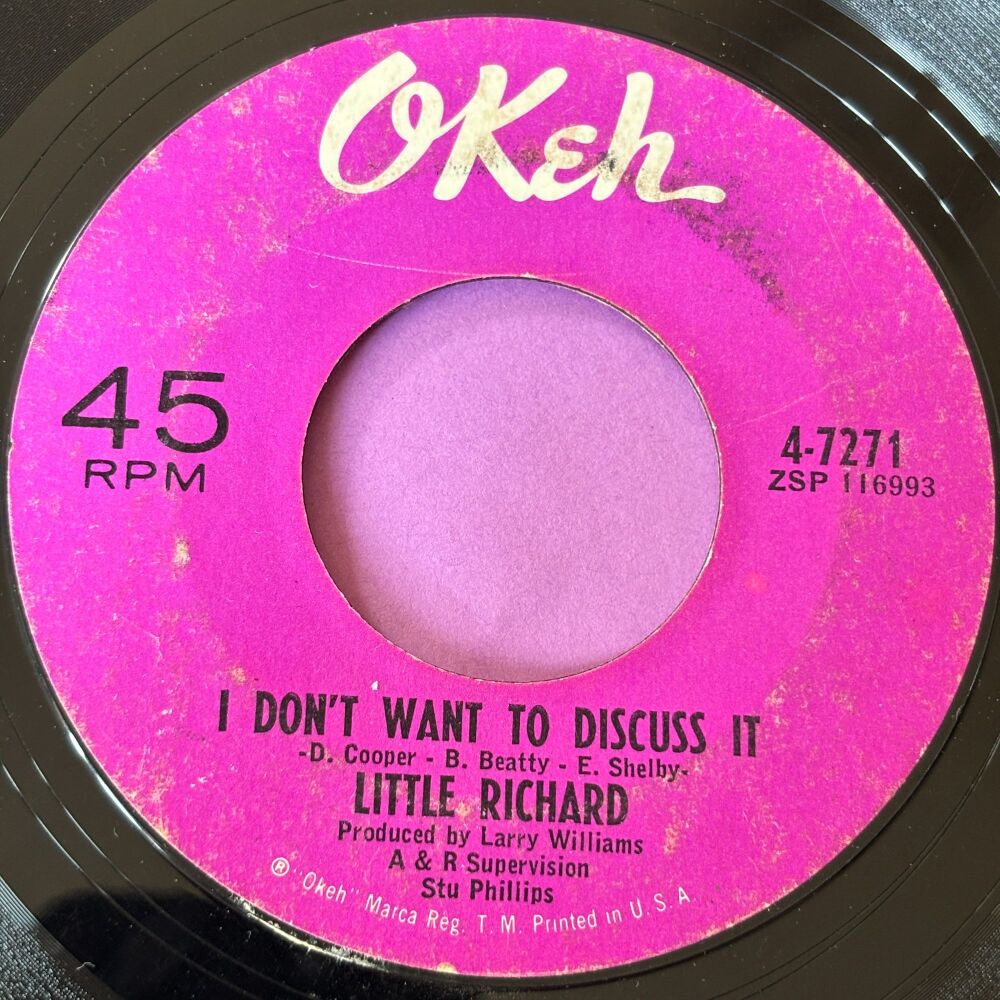 OKeh
45
RPM
4-7271
ZSP 116993
I DON'T WANT TO DISCUSS IT
-D. Cooper - B. Beatty - E. Shelby-
LITTLE RICHARD
Produced by Larry Williams
A & R Supervision
Stu Phillips
® "Okeh" Marca Reg. T. M. Printed in U. S. A.